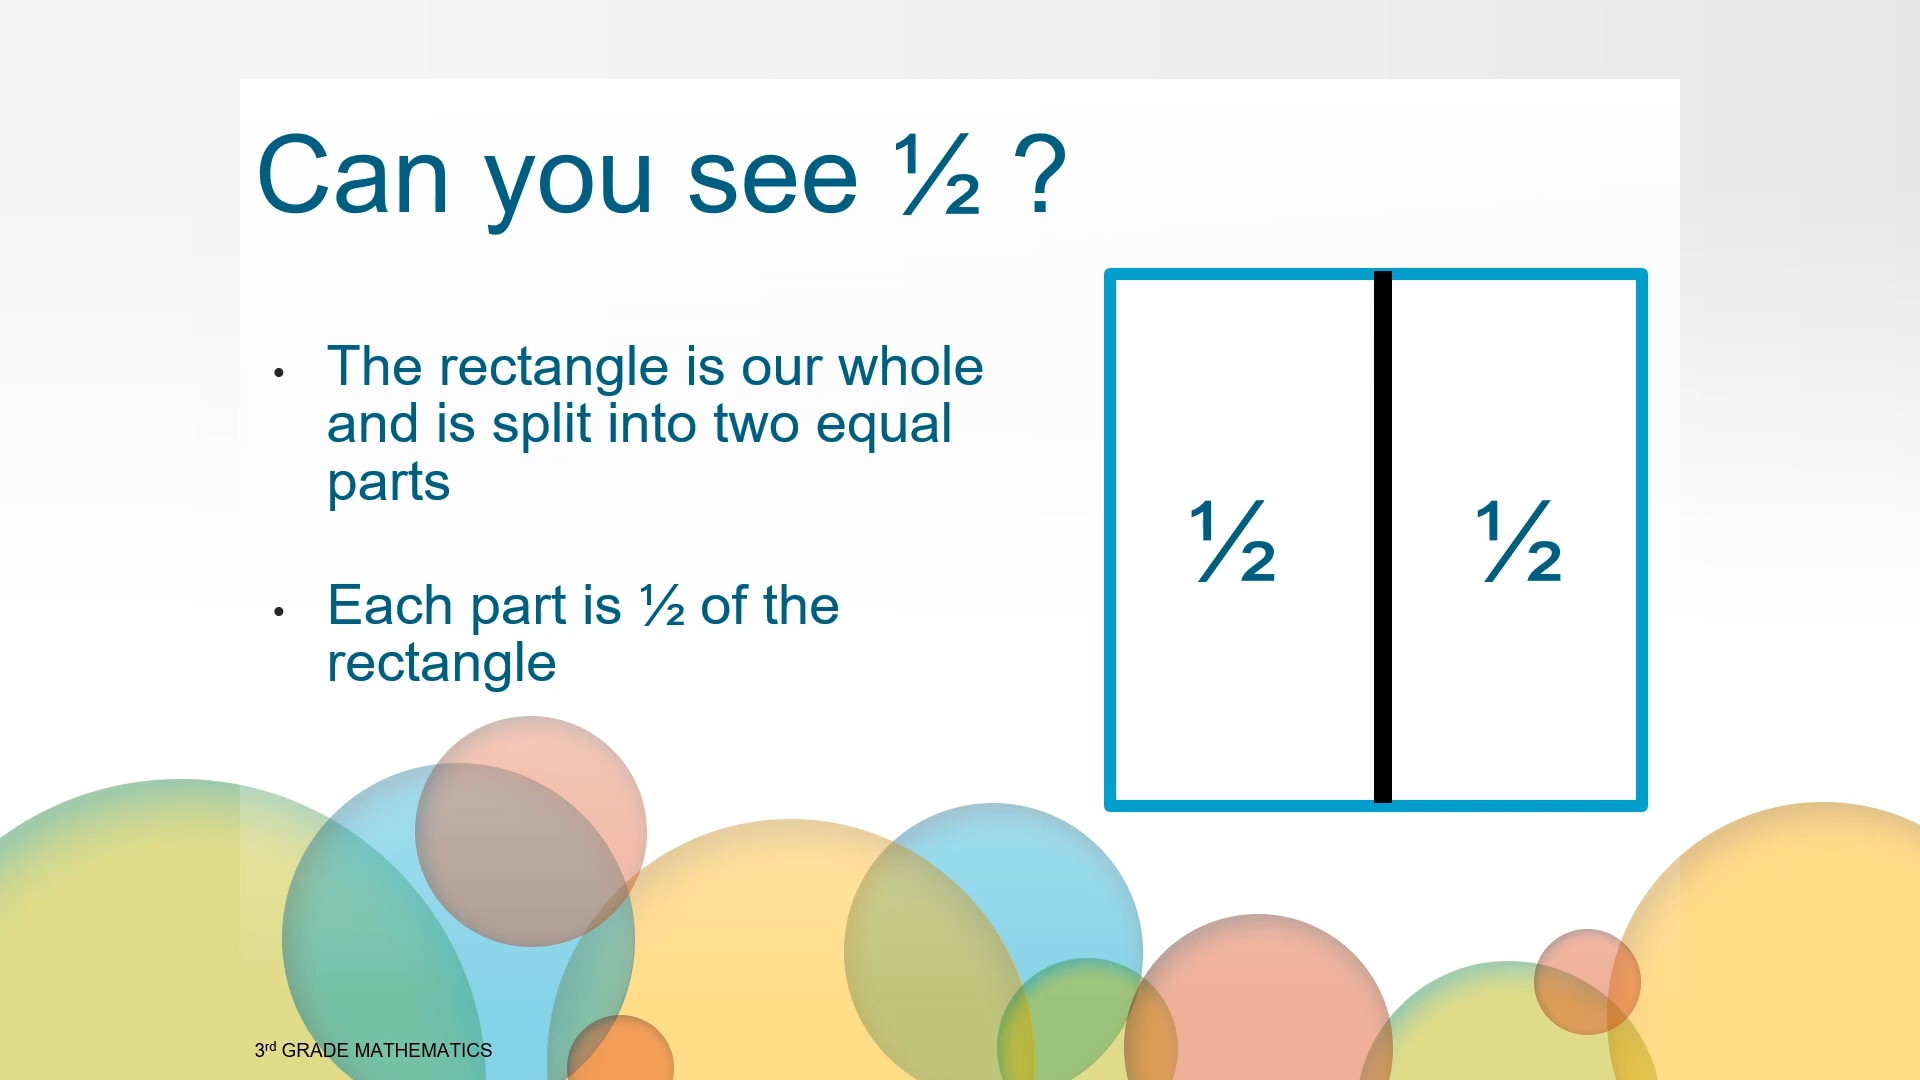 Can you see ½ ?
• The rectangle is our whole
and is split into two equal
parts
• Each part is ½ of the
rectangle
½ ½
3rd GRADE MATHEMATICS